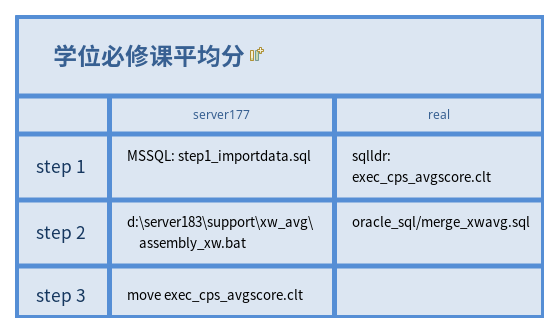 学位必修课平均分
server177 real
step 1 MSSQL: step1_importdata.sql sqlldr:
exec_cps_avgscore.clt
step 2 d:\server183\support\xw_avg\ oracle_sql/merge_xwavg.sql
assembly_xw.bat
step 3 move exec_cps_avgscore.clt